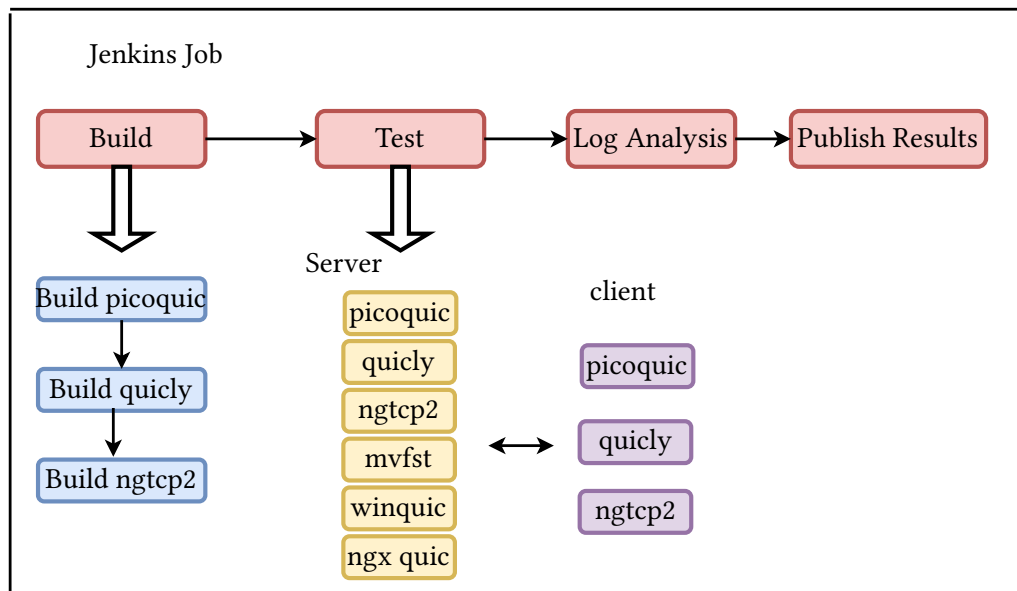 Jenkins Job
Build
Test
Log Analysis
Publish Results
Build picoquic
Build quicly
Build ngtcp2
Server
picoquic
quicly
ngtcp2
mvfst
winquic
ngx quic
client
picoquic
quicly
ngtcp2